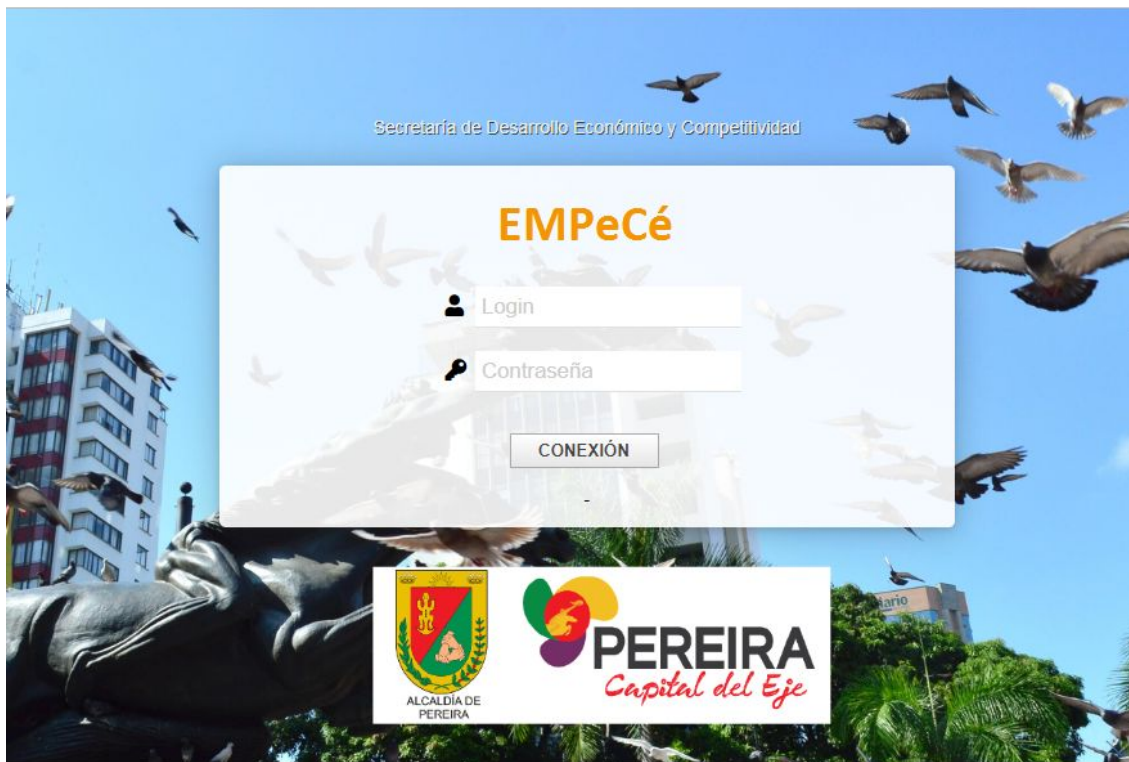 Secretaría de Desarrollo Económico y Competitividad
EMPeCé
Login
Contraseña
CONEXIÓN
-
ALCALDÍA DE
PEREIRA
PEREIRA
Capital del Eje